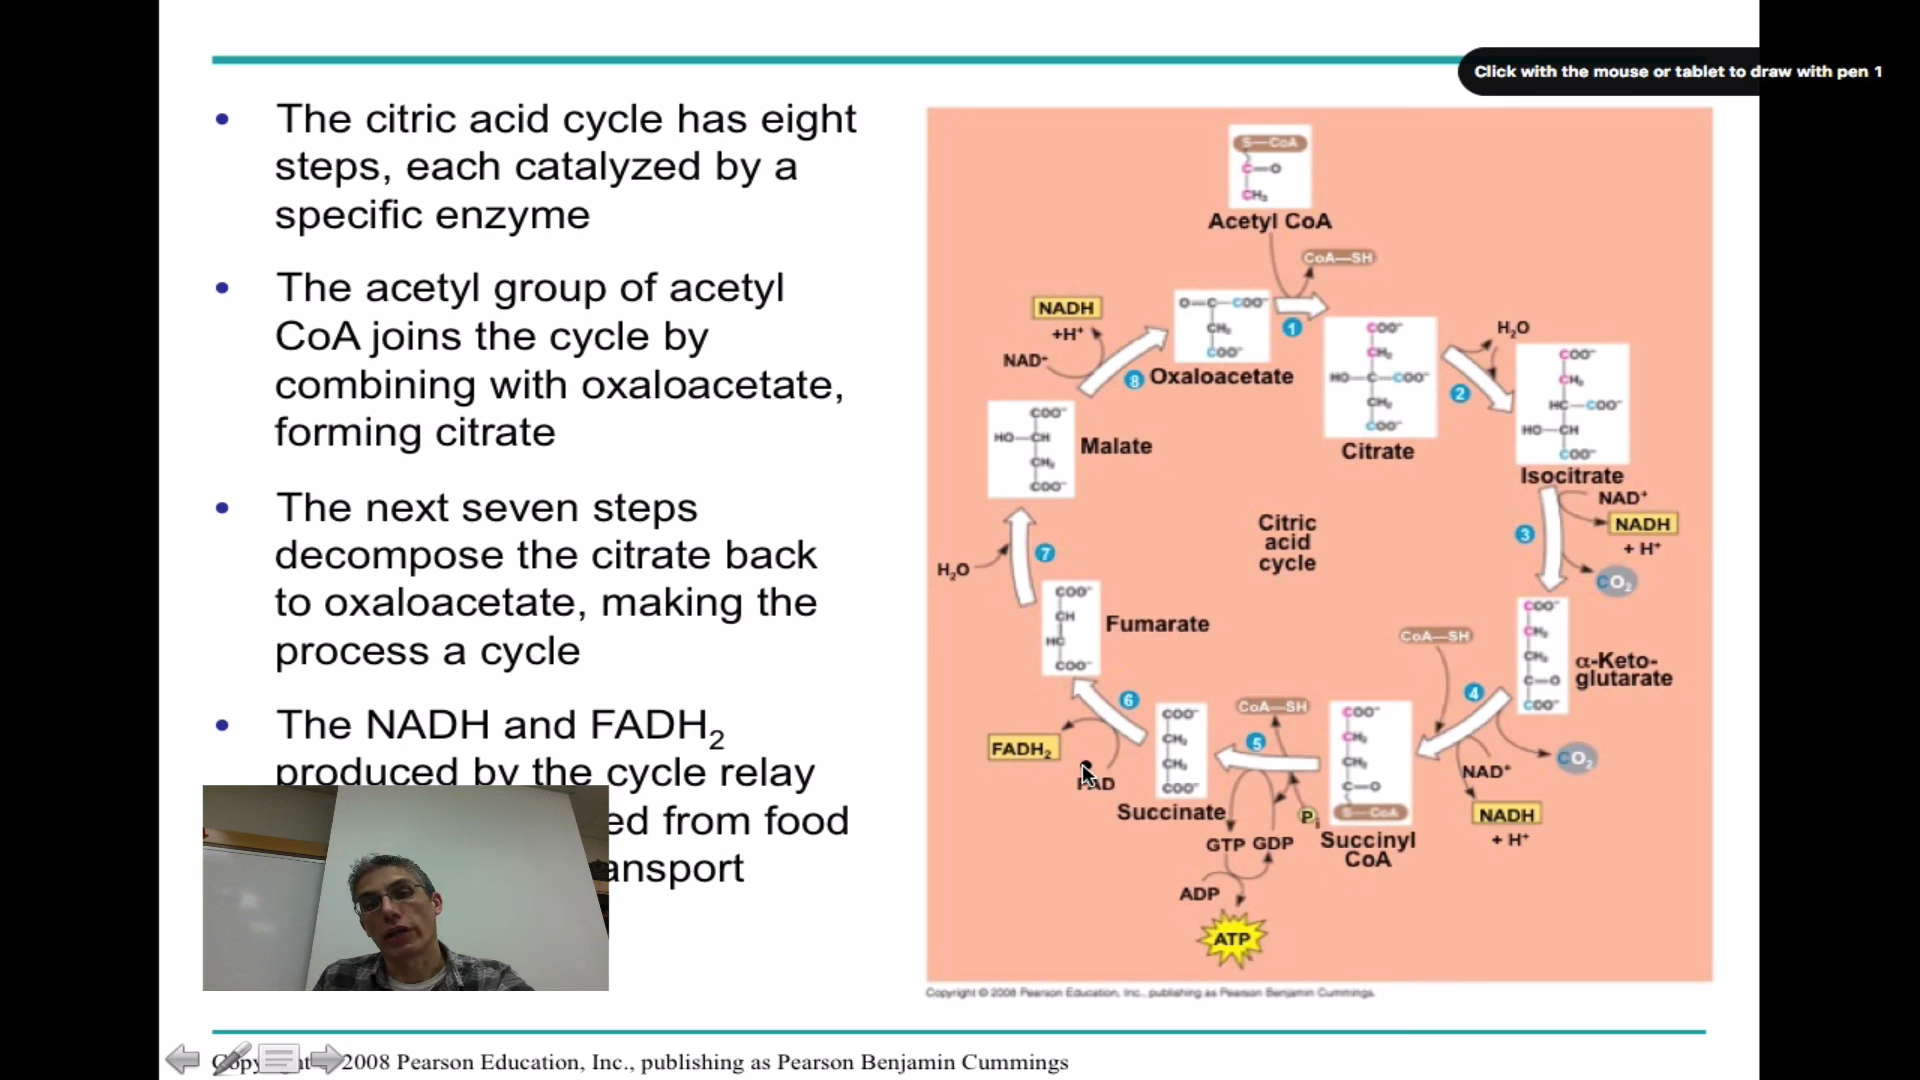 Click with the mouse or tablet to draw with pen 1
• The citric acid cycle has eight
steps, each catalyzed by a
specific enzyme
• The acetyl group of acetyl
CoA joins the cycle by
combining with oxaloacetate,
forming citrate
• The next seven steps
decompose the citrate back
to oxaloacetate, making the
process a cycle
• The NADH and FADH₂
produced by the cycle relay
ed from food
ansport
S—CoA
C—O
CH₃
Acetyl CoA
CoA—SH
NADH
+H⁺
NAD⁺
8
O=C—COO⁻
CH₂
COO⁻
Oxaloacetate
1
COO⁻
CH₂
HO—C—COO⁻
CH₂
COO⁻
Citrate
2
H₂O
COO⁻
CH₂
HC—COO⁻
HO—CH
COO⁻
Isocitrate
NAD⁺
NADH
+ H⁺
3
CO₂
COO⁻
HO—CH
CH₂
COO⁻
Malate
Citric
acid
cycle
H₂O
7
COO⁻
CH
HC
COO⁻
Fumarate
CoA—SH
COO⁻
CH₂
CH₂
C—O
COO⁻
α-Keto-
glutarate
4
CO₂
NAD⁺
NADH
+ H⁺
6
FADH₂
FAD
COO⁻
CH₂
CH₂
COO⁻
Succinate
CoA—SH
5
COO⁻
CH₂
CH₂
C—O
S—CoA
Succinyl
CoA
Pi
GTP GDP
ADP
ATP
Copyright © 2008 Pearson Education, Inc., publishing as Pearson Benjamin Cummings.
2008 Pearson Education, Inc., publishing as Pearson Benjamin Cummings